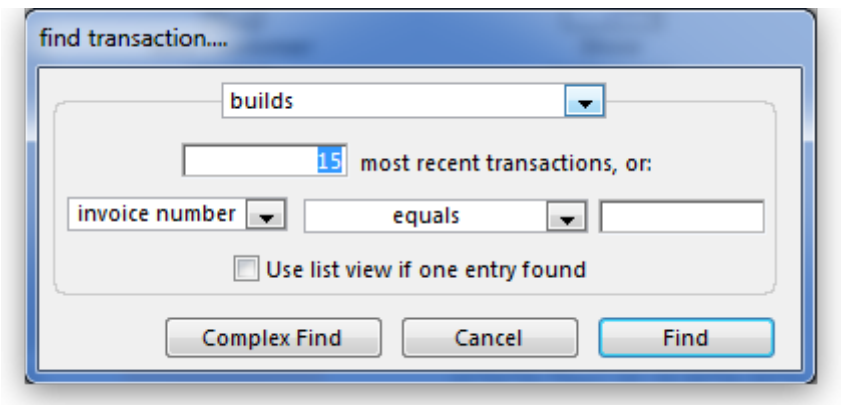 find transaction....
builds
15 most recent transactions, or:
invoice number equals
Use list view if one entry found
Complex Find Cancel Find